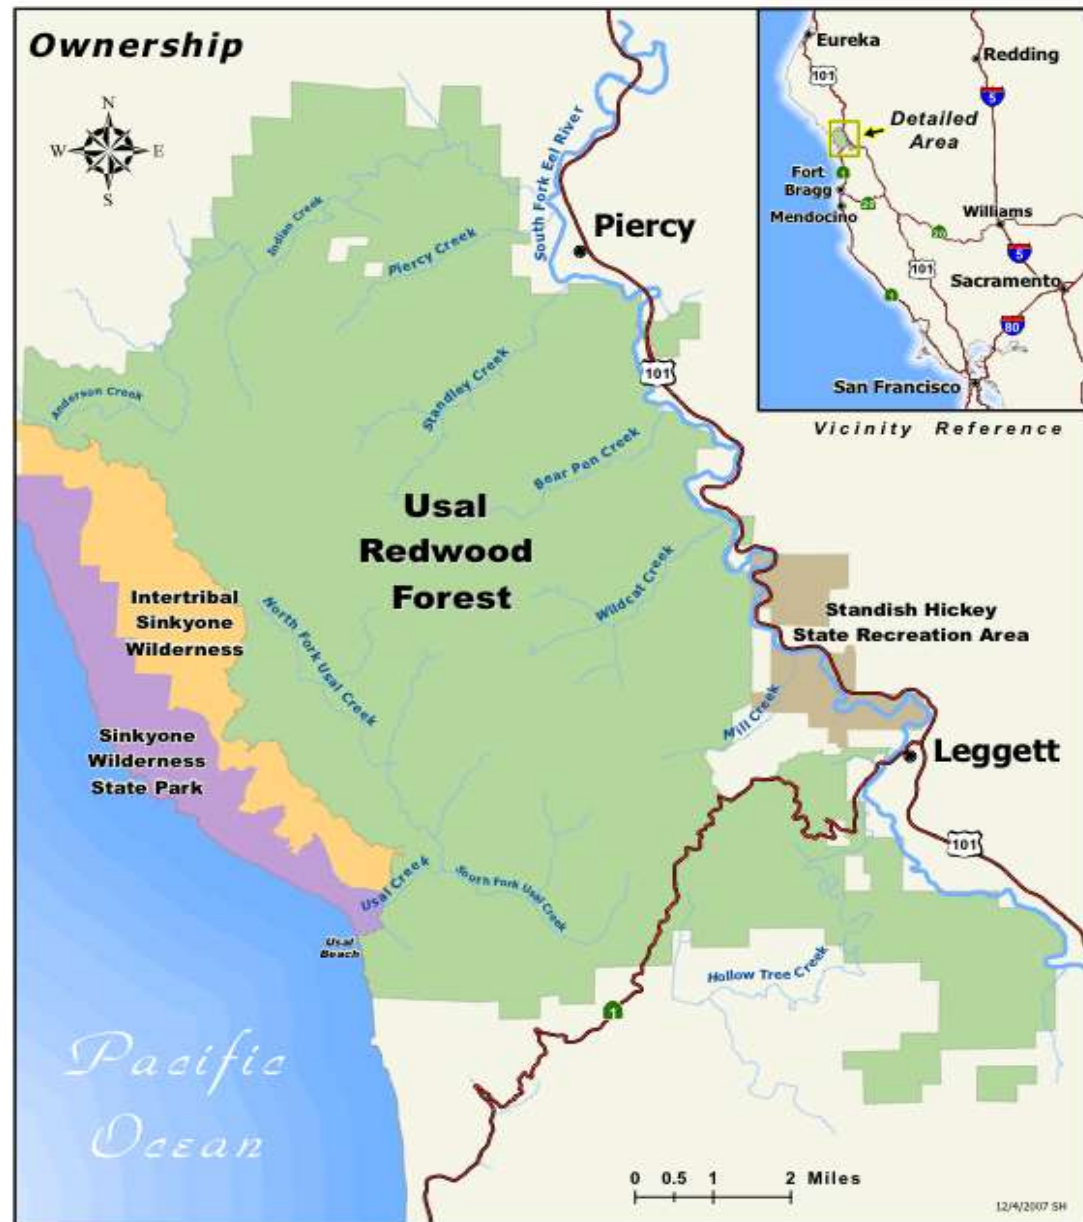 Ownership
N
W
E
S
Indian Creek
Piercy Creek
South Fork Eel River
Piercy
101
Anderson Creek
Standley Creek
Bear Pen Creek
Usal
Redwood
Forest
Wildcat Creek
Intertribal
Sinkyone
Wilderness
North Fork Usal Creek
Standish Hickey
State Recreation Area
Mill Creek
Sinkyone
Wilderness
State Park
Leggett
101
Usal Creek
South Fork Usal Creek
Usal
Beach
Hollow Tree Creek
1
Pacific
Ocean
0 0.5 1 2 Miles
12/4/2007 SH
Eureka
Redding
101
5
Detailed
Area
Fort
Bragg
1
Mendocino
20
Williams
20
5
101
Sacramento
1
80
San Francisco
Vicinity Reference